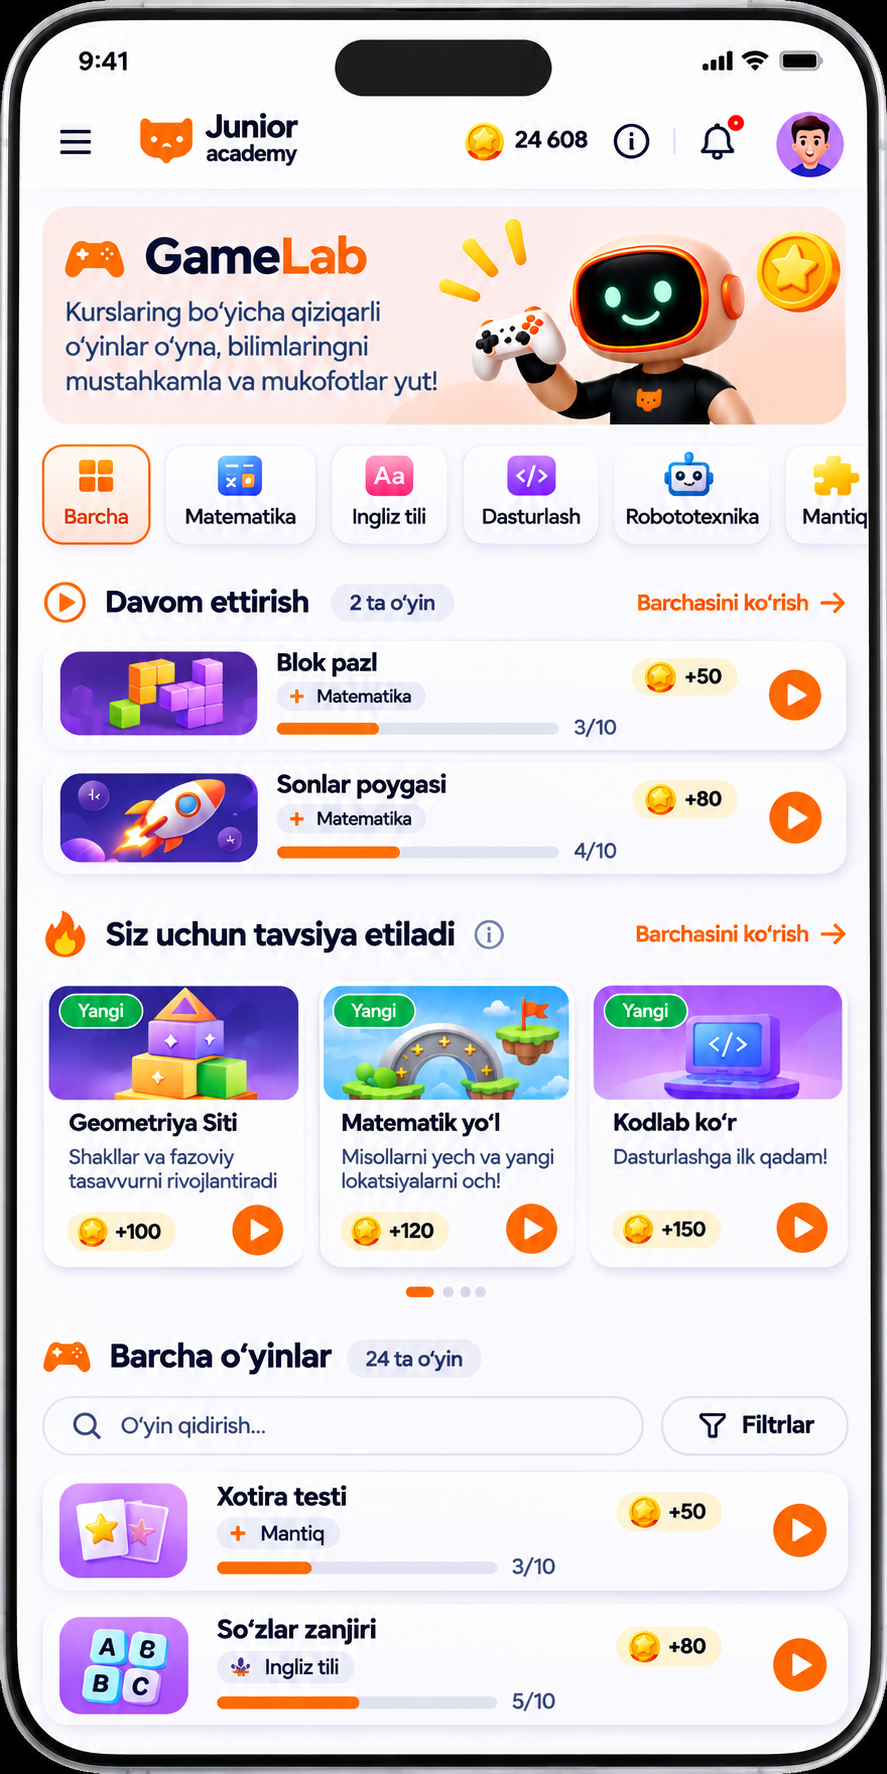 9:41
Junior
academy
24 608
GameLab
Kursl​aring bo‘yicha qiziqarli
o‘yinlar o‘yna, bilimlaringni
mustahkamla va mukofotlar yut!
Barcha
Matematika
Aa
Ingliz tili
</>
Dasturlash
Robototexnika
Mantiq
Davom ettirish
2 ta o‘yin
Barchasini ko‘rish →
Blok pazl
+50
+ Matematika
3/10
Sonlar poygasi
+80
+ Matematika
4/10
Siz uchun tavsiya etiladi
Barchasini ko‘rish →
Yangi
Geometriya Siti
Shakllar va fazoviy
tasavvurni rivojlantiradi
+100
Yangi
Matematik yo‘l
Misollarni yech va yangi
lokatsiyalarni och!
+120
Yangi
</>
Kodlab ko‘r
Dasturlashga ilk qadam!
+150
Barcha o‘yinlar
24 ta o‘yin
O‘yin qidirish...
Filtrlar
Xotira testi
+50
+ Mantiq
3/10
A B
B C
So‘zlar zanjiri
+80
Ingliz tili
5/10